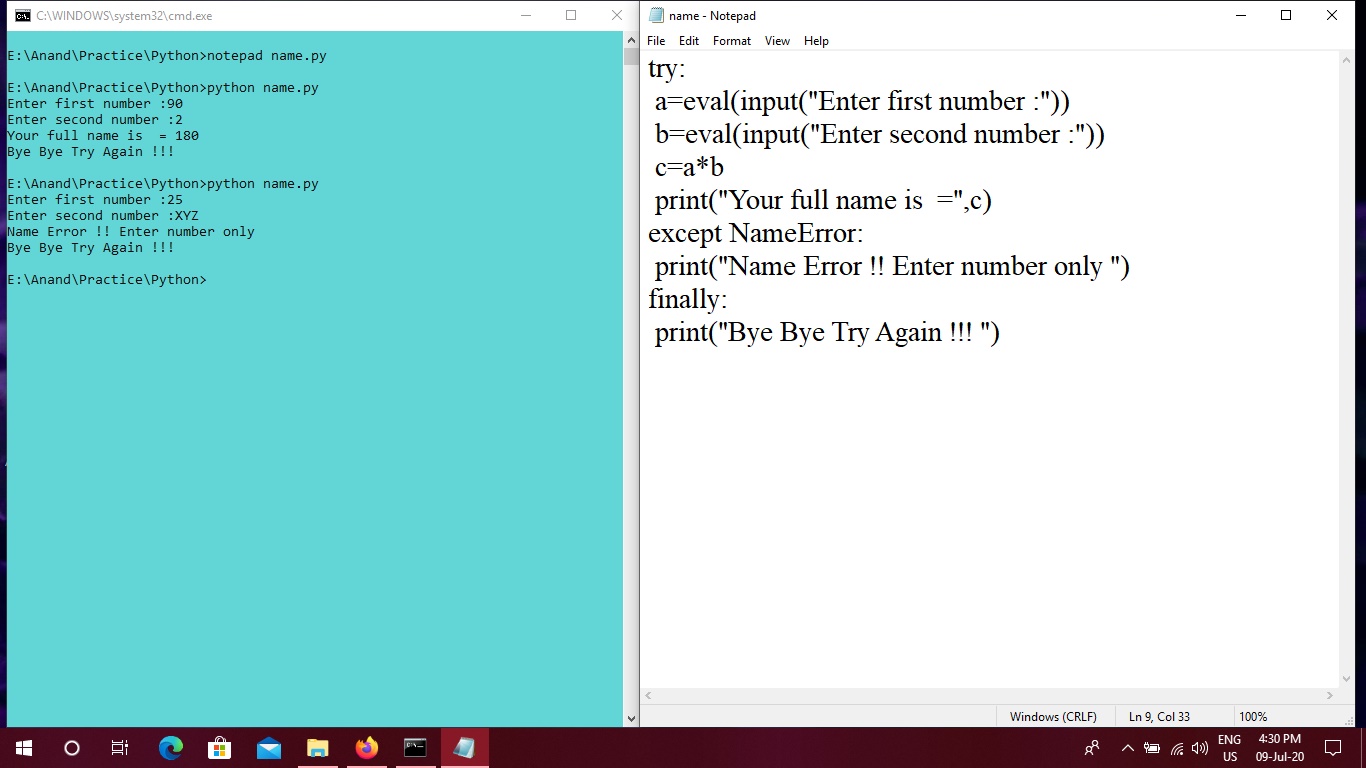 C:\WINDOWS\system32\cmd.exe
E:\Anand\Practice\Python>notepad name.py
E:\Anand\Practice\Python>python name.py
Enter first number :90
Enter second number :2
Your full name is  = 180
Bye Bye Try Again !!!
E:\Anand\Practice\Python>python name.py
Enter first number :25
Enter second number :XYZ
Name Error !! Enter number only
Bye Bye Try Again !!!
E:\Anand\Practice\Python>
name - Notepad
File Edit Format View Help
try:
 a=eval(input("Enter first number :"))
 b=eval(input("Enter second number :"))
 c=a*b
 print("Your full name is  =",c)
except NameError:
 print("Name Error !! Enter number only ")
finally:
 print("Bye Bye Try Again !!! ")
Windows (CRLF) Ln 9, Col 33 100%
ENG 4:30 PM
US 09-Jul-20